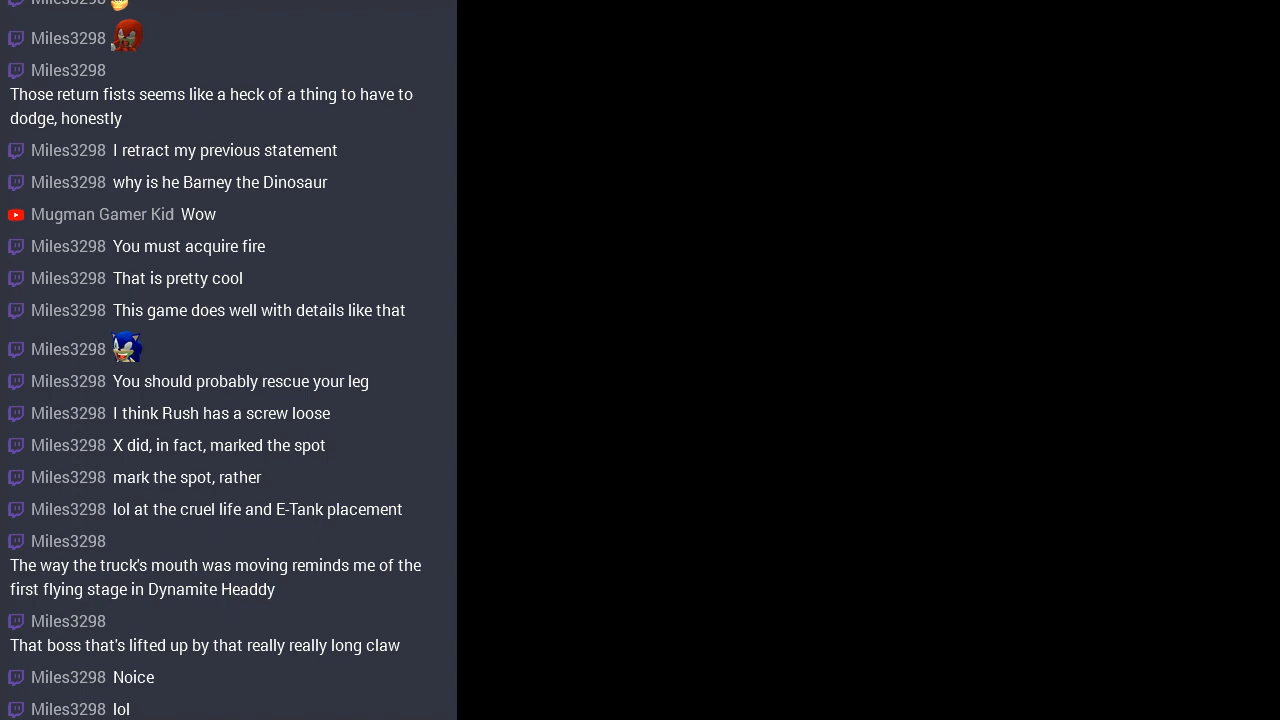 Miles3298
Miles3298
Miles3298
Those return fists seems like a heck of a thing to have to
dodge, honestly
Miles3298 I retract my previous statement
Miles3298 why is he Barney the Dinosaur
Mugman Gamer Kid Wow
Miles3298 You must acquire fire
Miles3298 That is pretty cool
Miles3298 This game does well with details like that
Miles3298
Miles3298 You should probably rescue your leg
Miles3298 I think Rush has a screw loose
Miles3298 X did, in fact, marked the spot
Miles3298 mark the spot, rather
Miles3298 lol at the cruel life and E-Tank placement
Miles3298
The way the truck's mouth was moving reminds me of the
first flying stage in Dynamite Headdy
Miles3298
That boss that's lifted up by that really really long claw
Miles3298 Noice
Miles3298 lol